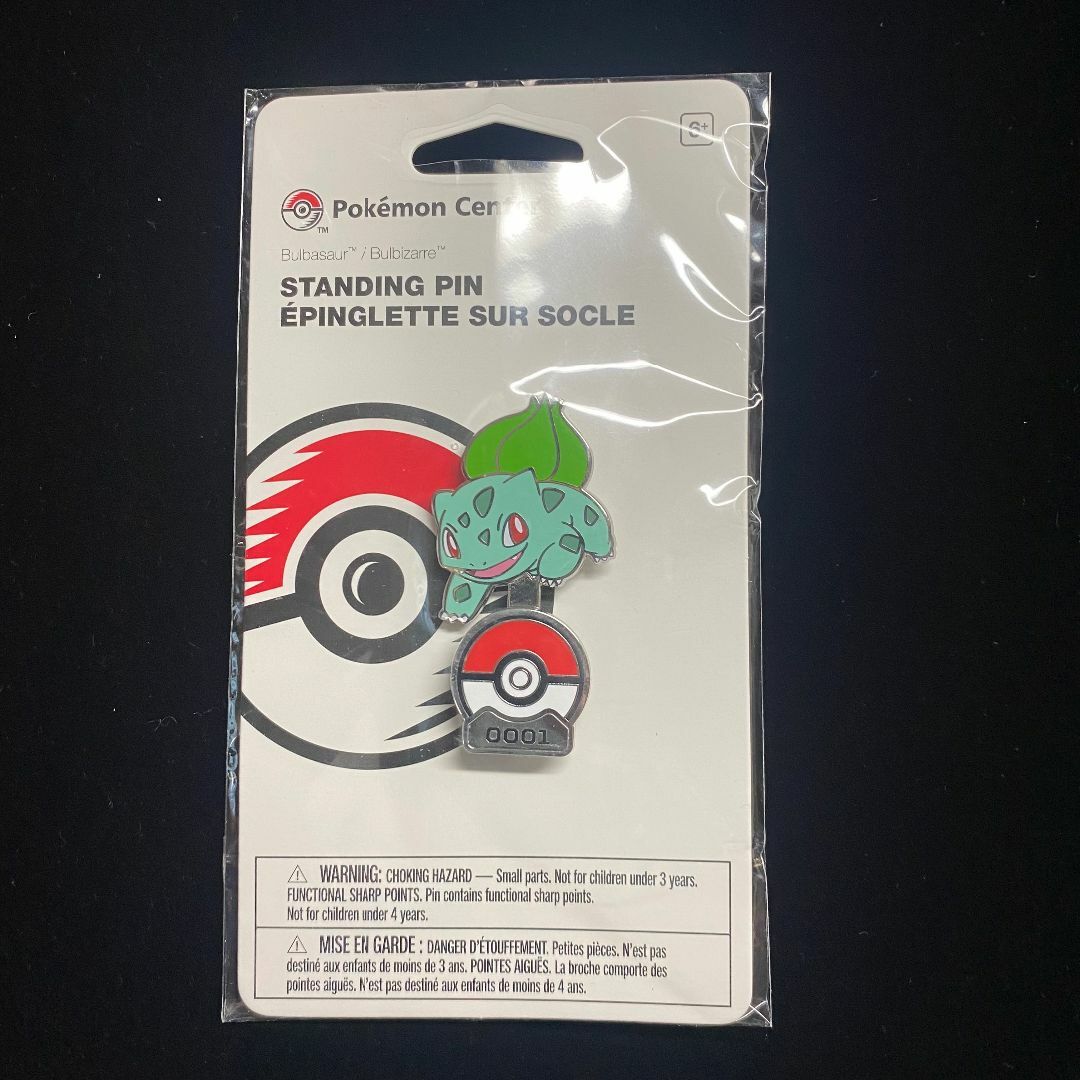 6+
Pokémon Center
TM
Bulbasaur™ / Bulbizarre™
STANDING PIN
ÉPINGLETTE SUR SOCLE
0001
⚠ WARNING: CHOKING HAZARD — Small parts. Not for children under 3 years.
FUNCTIONAL SHARP POINTS. Pin contains functional sharp points.
Not for children under 4 years.
⚠ MISE EN GARDE : DANGER D'ÉTOUFFEMENT. Petites pièces. N'est pas
destiné aux enfants de moins de 3 ans. POINTES AIGUËS. La broche comporte des
pointes aiguës. N'est pas destiné aux enfants de moins de 4 ans.